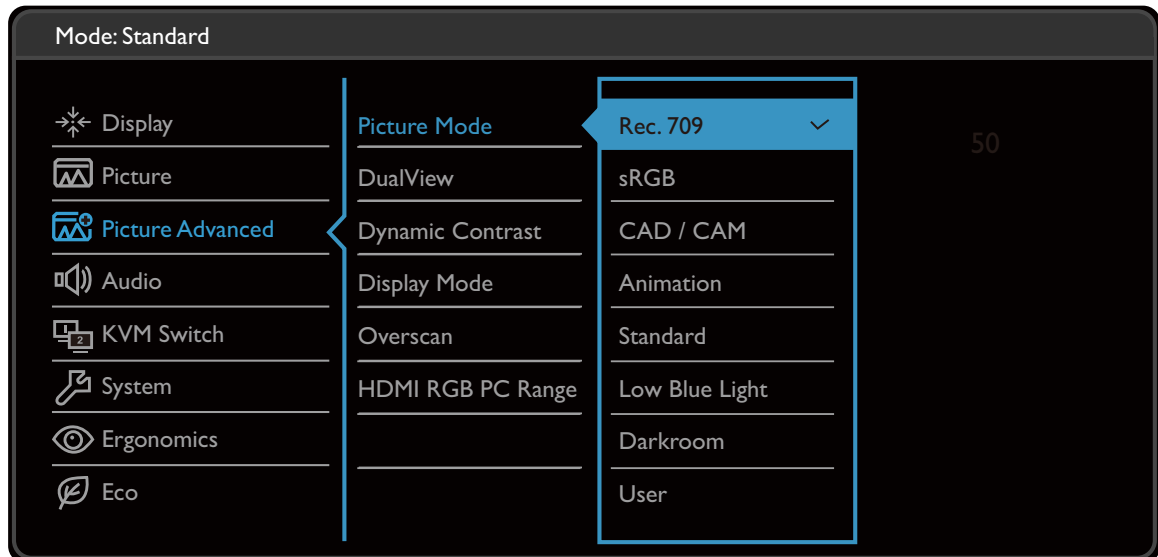 Mode: Standard
Display
Picture
Picture Advanced
Audio
2
KVM Switch
System
Ergonomics
Eco
Picture Mode
DualView
Dynamic Contrast
Display Mode
Overscan
HDMI RGB PC Range
Rec. 709
sRGB
CAD / CAM
Animation
Standard
Low Blue Light
Darkroom
User
50